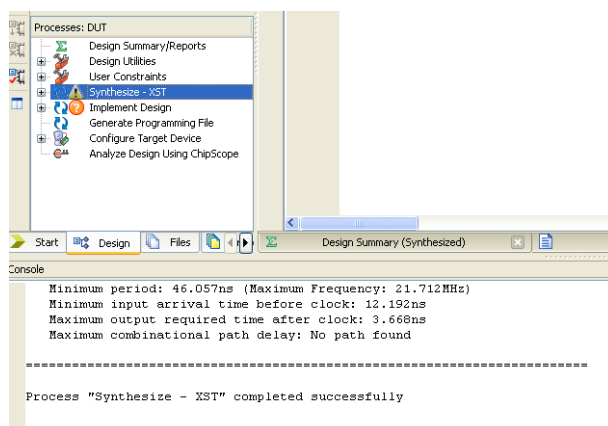 Processes: DUT
Design Summary/Reports
Design Utilities
User Constraints
Synthesize - XST
Implement Design
Generate Programming File
Configure Target Device
Analyze Design Using ChipScope
Start Design Files Design Summary (Synthesized)
Console
Minimum period: 46.057ns (Maximum Frequency: 21.712MHz)
Minimum input arrival time before clock: 12.192ns
Maximum output required time after clock: 3.668ns
Maximum combinational path delay: No path found
=========================================================================
Process "Synthesize - XST" completed successfully